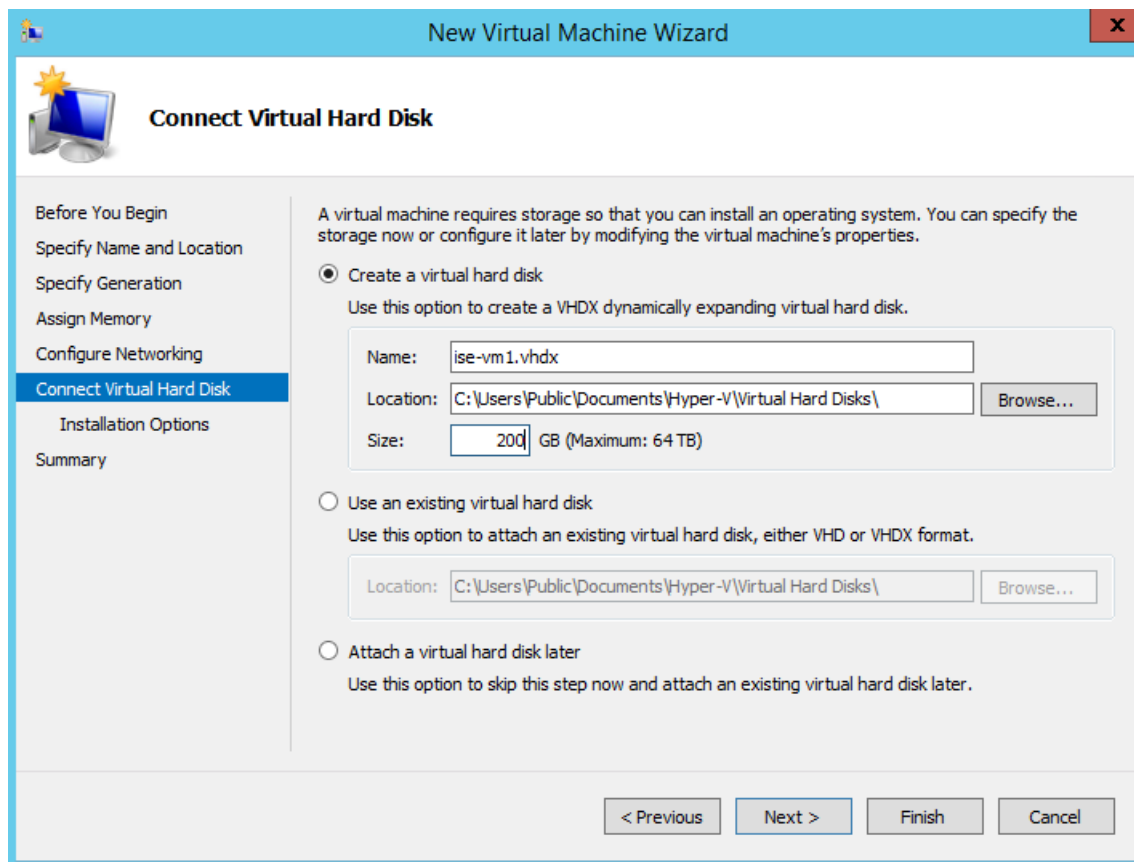 New Virtual Machine Wizard
x
Connect Virtual Hard Disk
Before You Begin
Specify Name and Location
Specify Generation
Assign Memory
Configure Networking
Connect Virtual Hard Disk
Installation Options
Summary
A virtual machine requires storage so that you can install an operating system. You can specify the
storage now or configure it later by modifying the virtual machine's properties.
Create a virtual hard disk
Use this option to create a VHDX dynamically expanding virtual hard disk.
Name: ise-vm1.vhdx
Location: C:\Users\Public\Documents\Hyper-V\Virtual Hard Disks\ Browse...
Size: 200 GB (Maximum: 64 TB)
Use an existing virtual hard disk
Use this option to attach an existing virtual hard disk, either VHD or VHDX format.
Location: C:\Users\Public\Documents\Hyper-V\Virtual Hard Disks\ Browse...
Attach a virtual hard disk later
Use this option to skip this step now and attach an existing virtual hard disk later.
< Previous Next > Finish Cancel